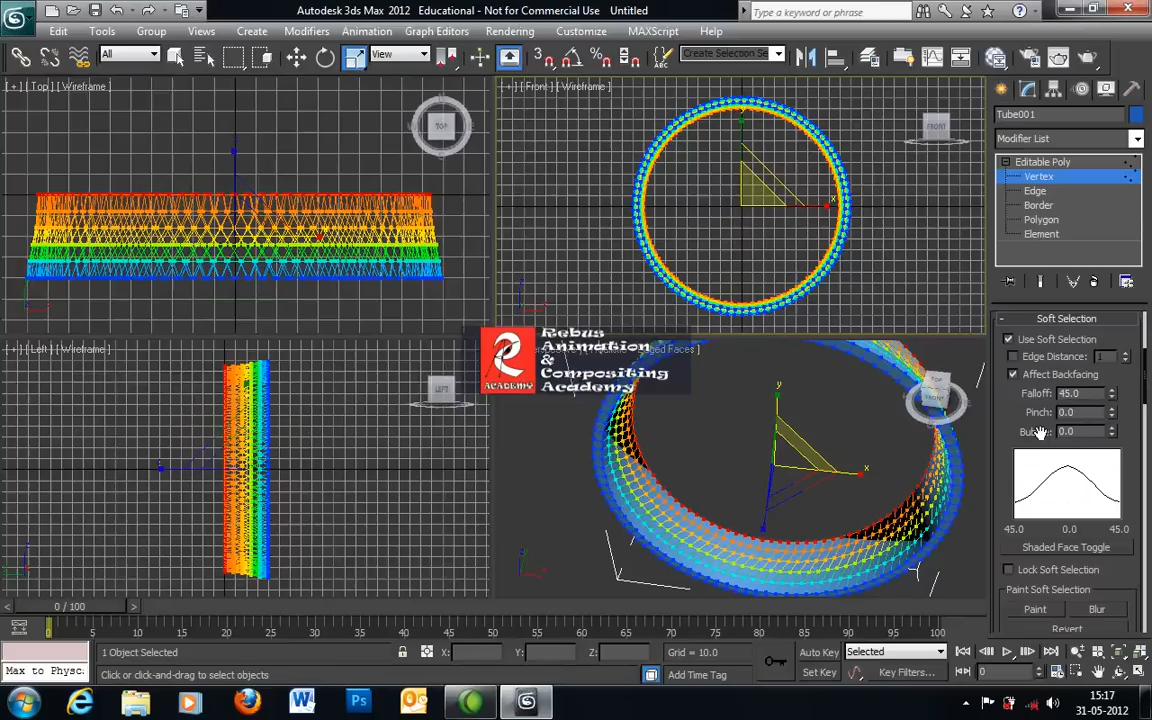 Autodesk 3ds Max 2012 Educational - Not for Commercial Use Untitled
Type a keyword or phrase
Edit Tools Group Views Create Modifiers Animation Graph Editors Rendering Customize MAXScript Help
All
View
Create Selection Se
[ + ] [ Top ] [ Wireframe ]
TOP
[ + ] [ Front ] [ Wireframe ]
FRONT
x
Tube001
Modifier List
Editable Poly
Vertex
Edge
Border
Polygon
Element
Rebus
Animation
&
Compositing
Academy
R
ACADEMY
[ + ] [ Left ] [ Wireframe ]
LEFT
TOP
FRONT
y
x
Soft Selection
Use Soft Selection
Edge Distance: 1
Affect Backfacing
Falloff: 45.0
Pinch: 0.0
0.0
45.0 0.0 45.0
Shaded Face Toggle
Lock Soft Selection
Paint Soft Selection
Paint Blur
Revert
0 / 100
0 5 10 15 20 25 30 35 40 45 50 55 60 65 70 75 80 85 90 95 100
1 Object Selected
X: Y: Z:
Grid = 10.0
Auto Key Selected
Max to Physc
Click and-drag to select objects
Add Time Tag
Set Key Key Filters...
0
15:17
31-05-2012